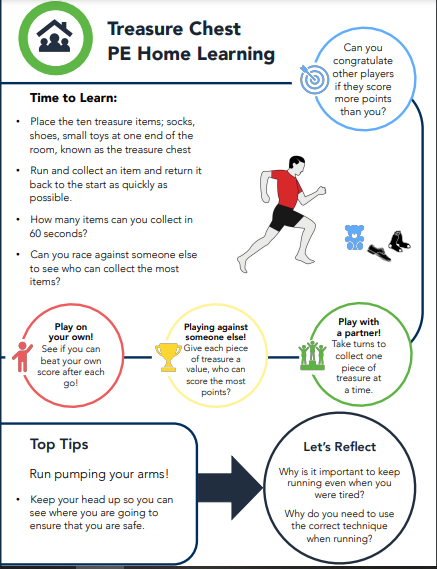 Treasure Chest
PE Home Learning
Can you
congratulate
other players
if they score
more points
than you?
Time to Learn:
• Place the ten treasure items; socks,
shoes, small toys at one end of the
room, known as the treasure chest
• Run and collect an item and return it
back to the start as quickly as
possible.
• How many items can you collect in
60 seconds?
• Can you race against someone else
to see who can collect the most
items?
Play on
your own!
See if you can
beat your own
score after each
go!
Playing against
someone else!
Give each piece
of treasure a
value, who can
score the most
points?
Play with
a partner!
Take turns to
collect one
piece of
treasure at
a time.
Top Tips
Run pumping your arms!
• Keep your head up so you can
see where you are going to
ensure that you are safe.
Let's Reflect
Why is it important to keep
running even when you
were tired?
Why do you need to use
the correct technique
when running?